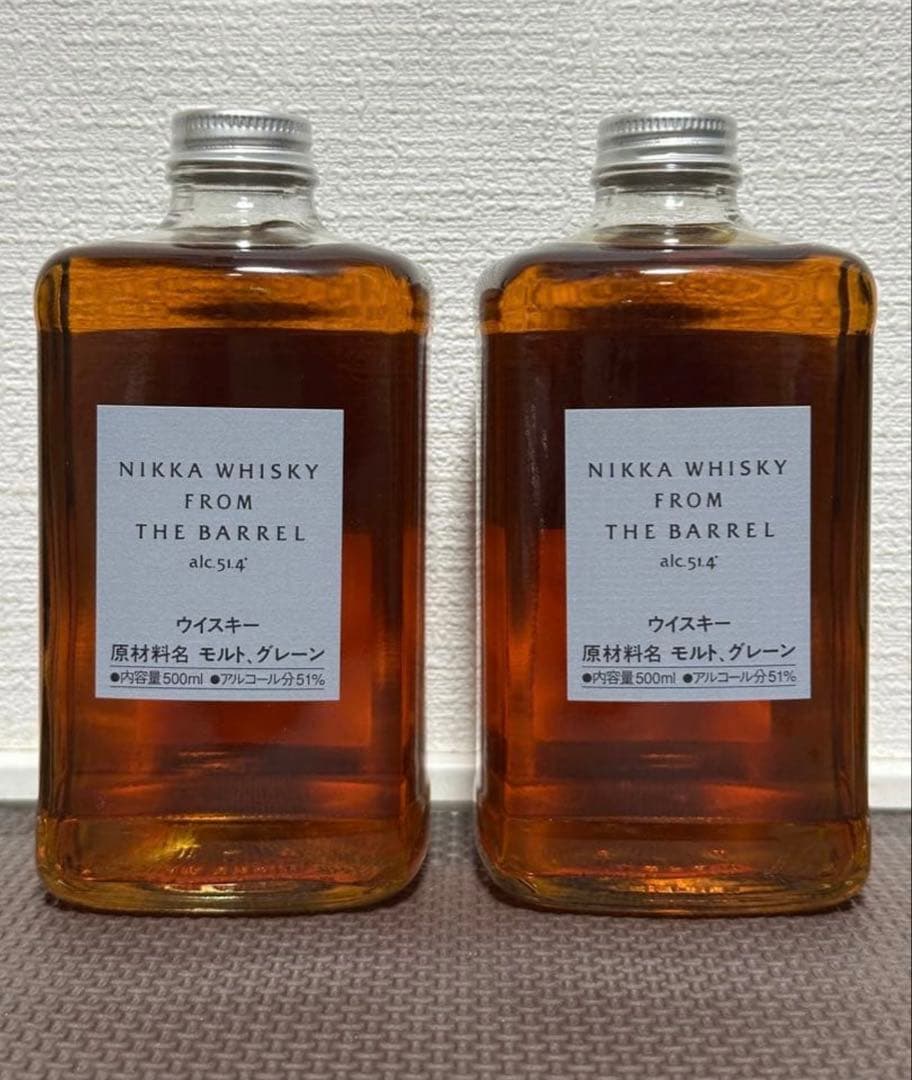 NIKKA WHISKY
FROM
THE BARREL
alc.51.4°
ウイスキー
原材料名 モルト、グレーン
●内容量500ml ●アルコール分51%
NIKKA WHISKY
FROM
THE BARREL
alc.51.4°
ウイスキー
原材料名 モルト、グレーン
●内容量500ml ●アルコール分51%